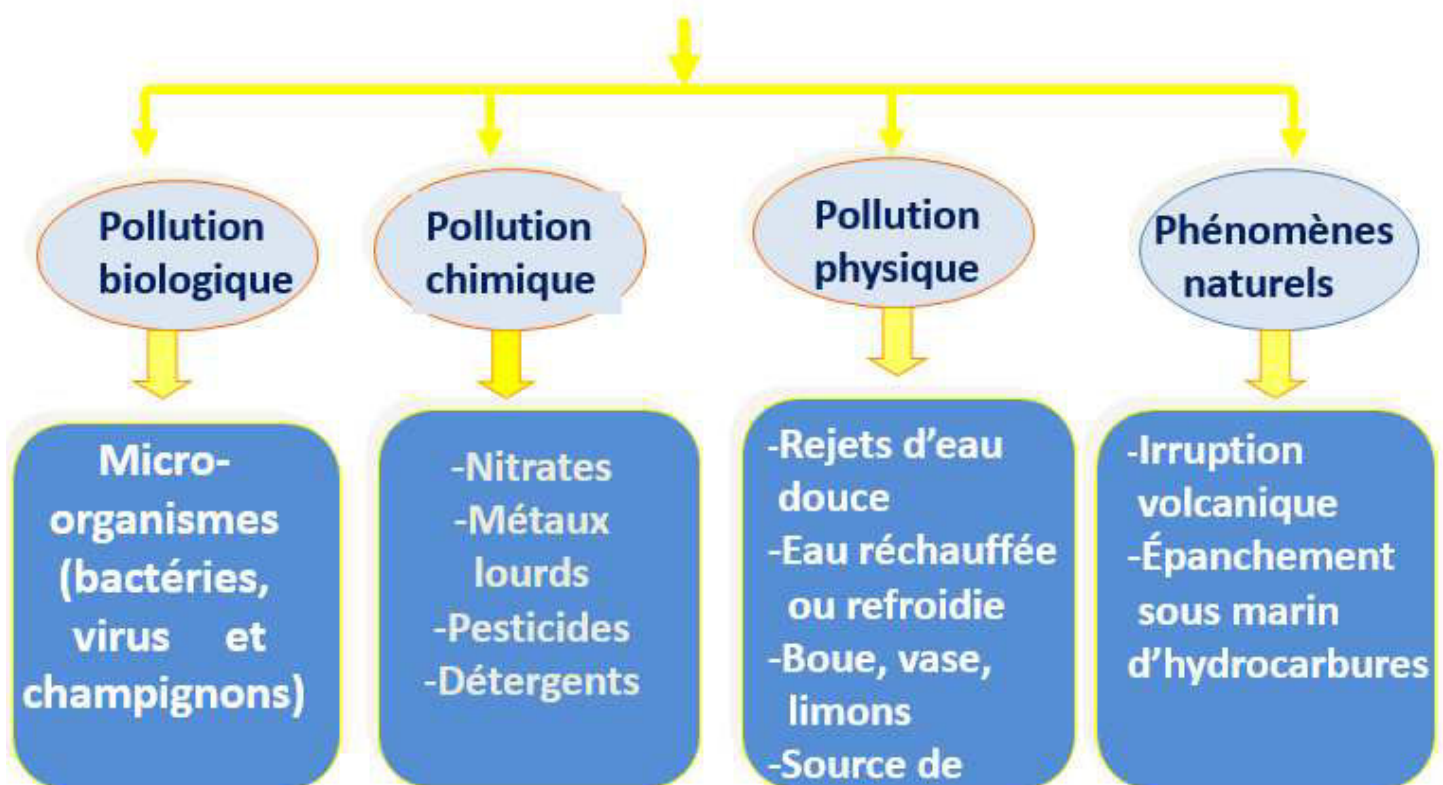 Pollution
biologique
Micro-
organismes
(bactéries,
virus et
champignons)
Pollution
chimique
-Nitrates
-Métaux
lourds
-Pesticides
-Détergents
Pollution
physique
-Rejets d’eau
douce
-Eau réchauffée
ou refroidie
-Boue, vase,
limons
-Source de
Phénomènes
naturels
-Irruption
volcanique
-Épanchement
sous marin
d’hydrocarbures